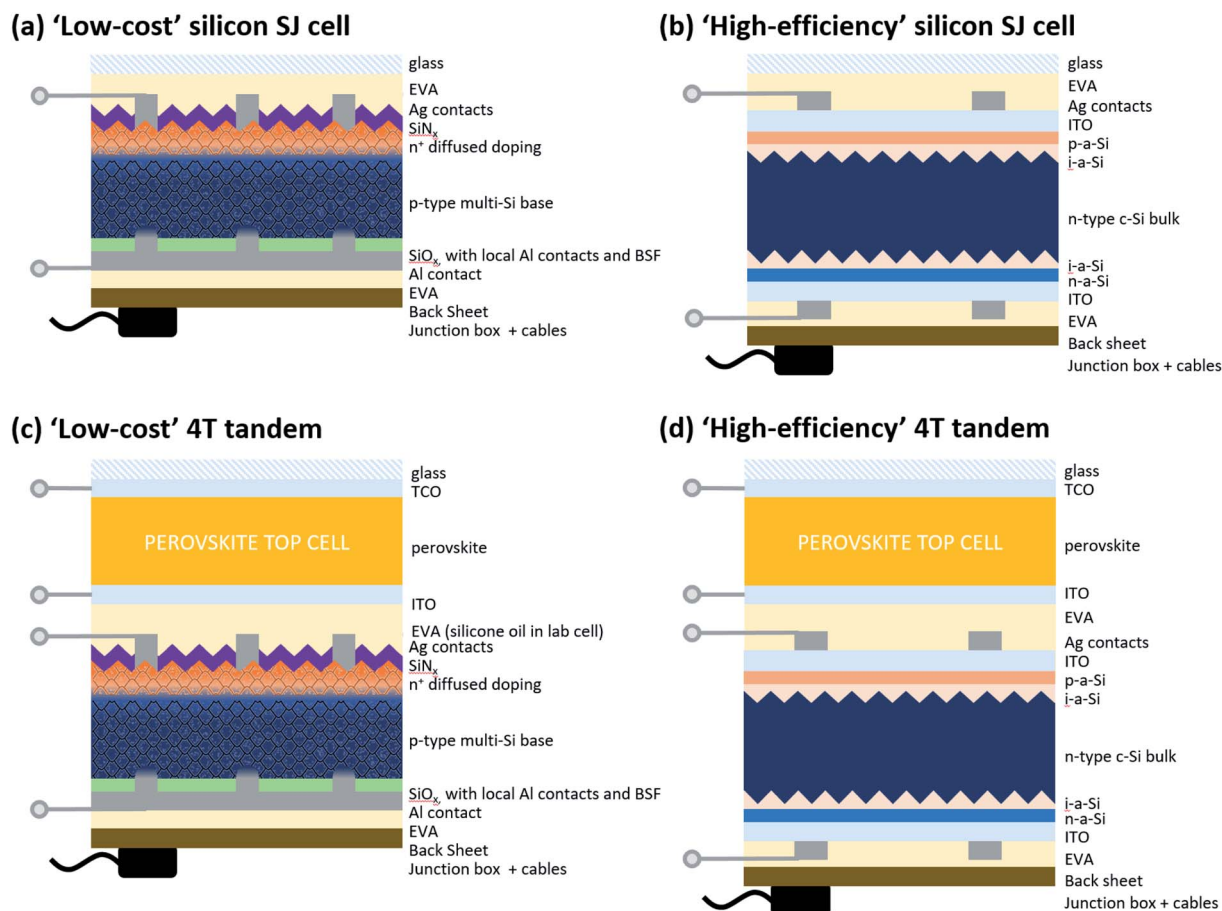 (a) ‘Low-cost’ silicon SJ cell
glass
EVA
Ag contacts
SiNx
n+ diffused doping
p-type multi-Si base
SiOx, with local Al contacts and BSF
Al contact
EVA
Back Sheet
Junction box + cables
(b) ‘High-efficiency’ silicon SJ cell
glass
EVA
Ag contacts
ITO
p-a-Si
i-a-Si
n-type c-Si bulk
i-a-Si
n-a-Si
ITO
EVA
Back sheet
Junction box + cables
(c) ‘Low-cost’ 4T tandem
glass
TCO
PEROVSKITE TOP CELL
perovskite
ITO
EVA (silicone oil in lab cell)
Ag contacts
SiNx
n+ diffused doping
p-type multi-Si base
SiOx, with local Al contacts and BSF
Al contact
EVA
Back Sheet
Junction box + cables
(d) ‘High-efficiency’ 4T tandem
glass
TCO
PEROVSKITE TOP CELL
perovskite
ITO
EVA
Ag contacts
ITO
p-a-Si
i-a-Si
n-type c-Si bulk
i-a-Si
n-a-Si
ITO
EVA
Back sheet
Junction box + cables